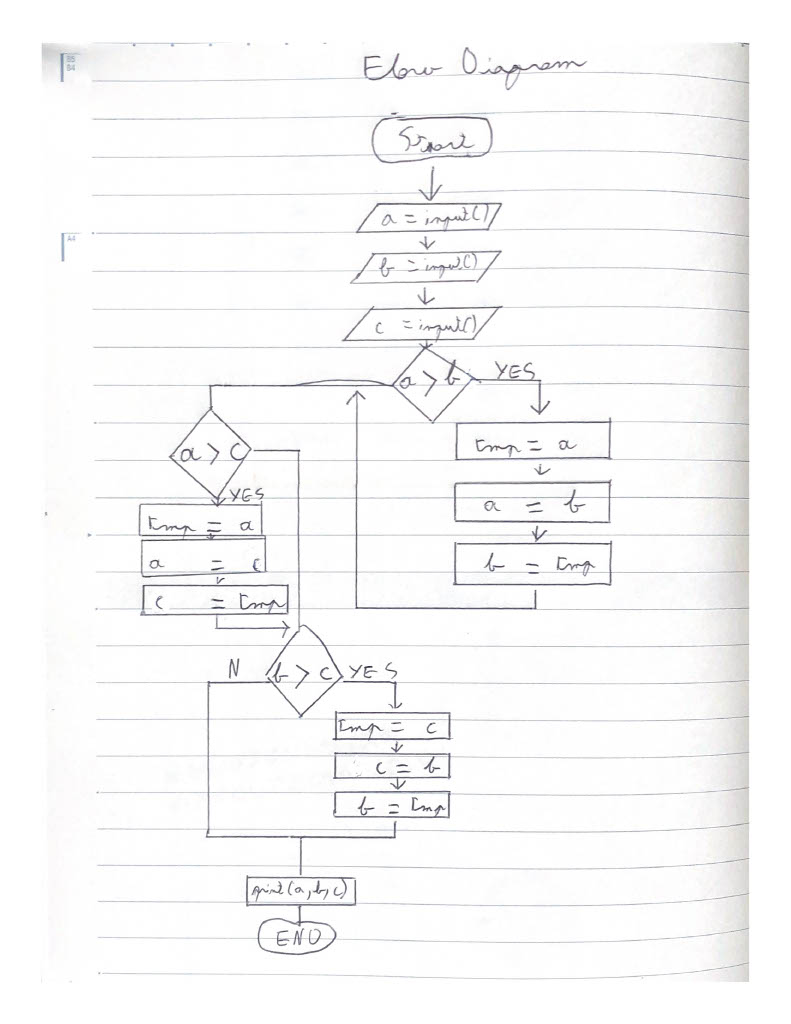 B5
B4
Flow Diagram
Start
A4
a = input()
b = input()
c = input()
a > b YES
a > c
tmp = a
a = b
b = tmp
YES
tmp = a
a = c
c = tmp
N b > c YES
tmp = c
c = b
b = tmp
print(a,b,c)
END